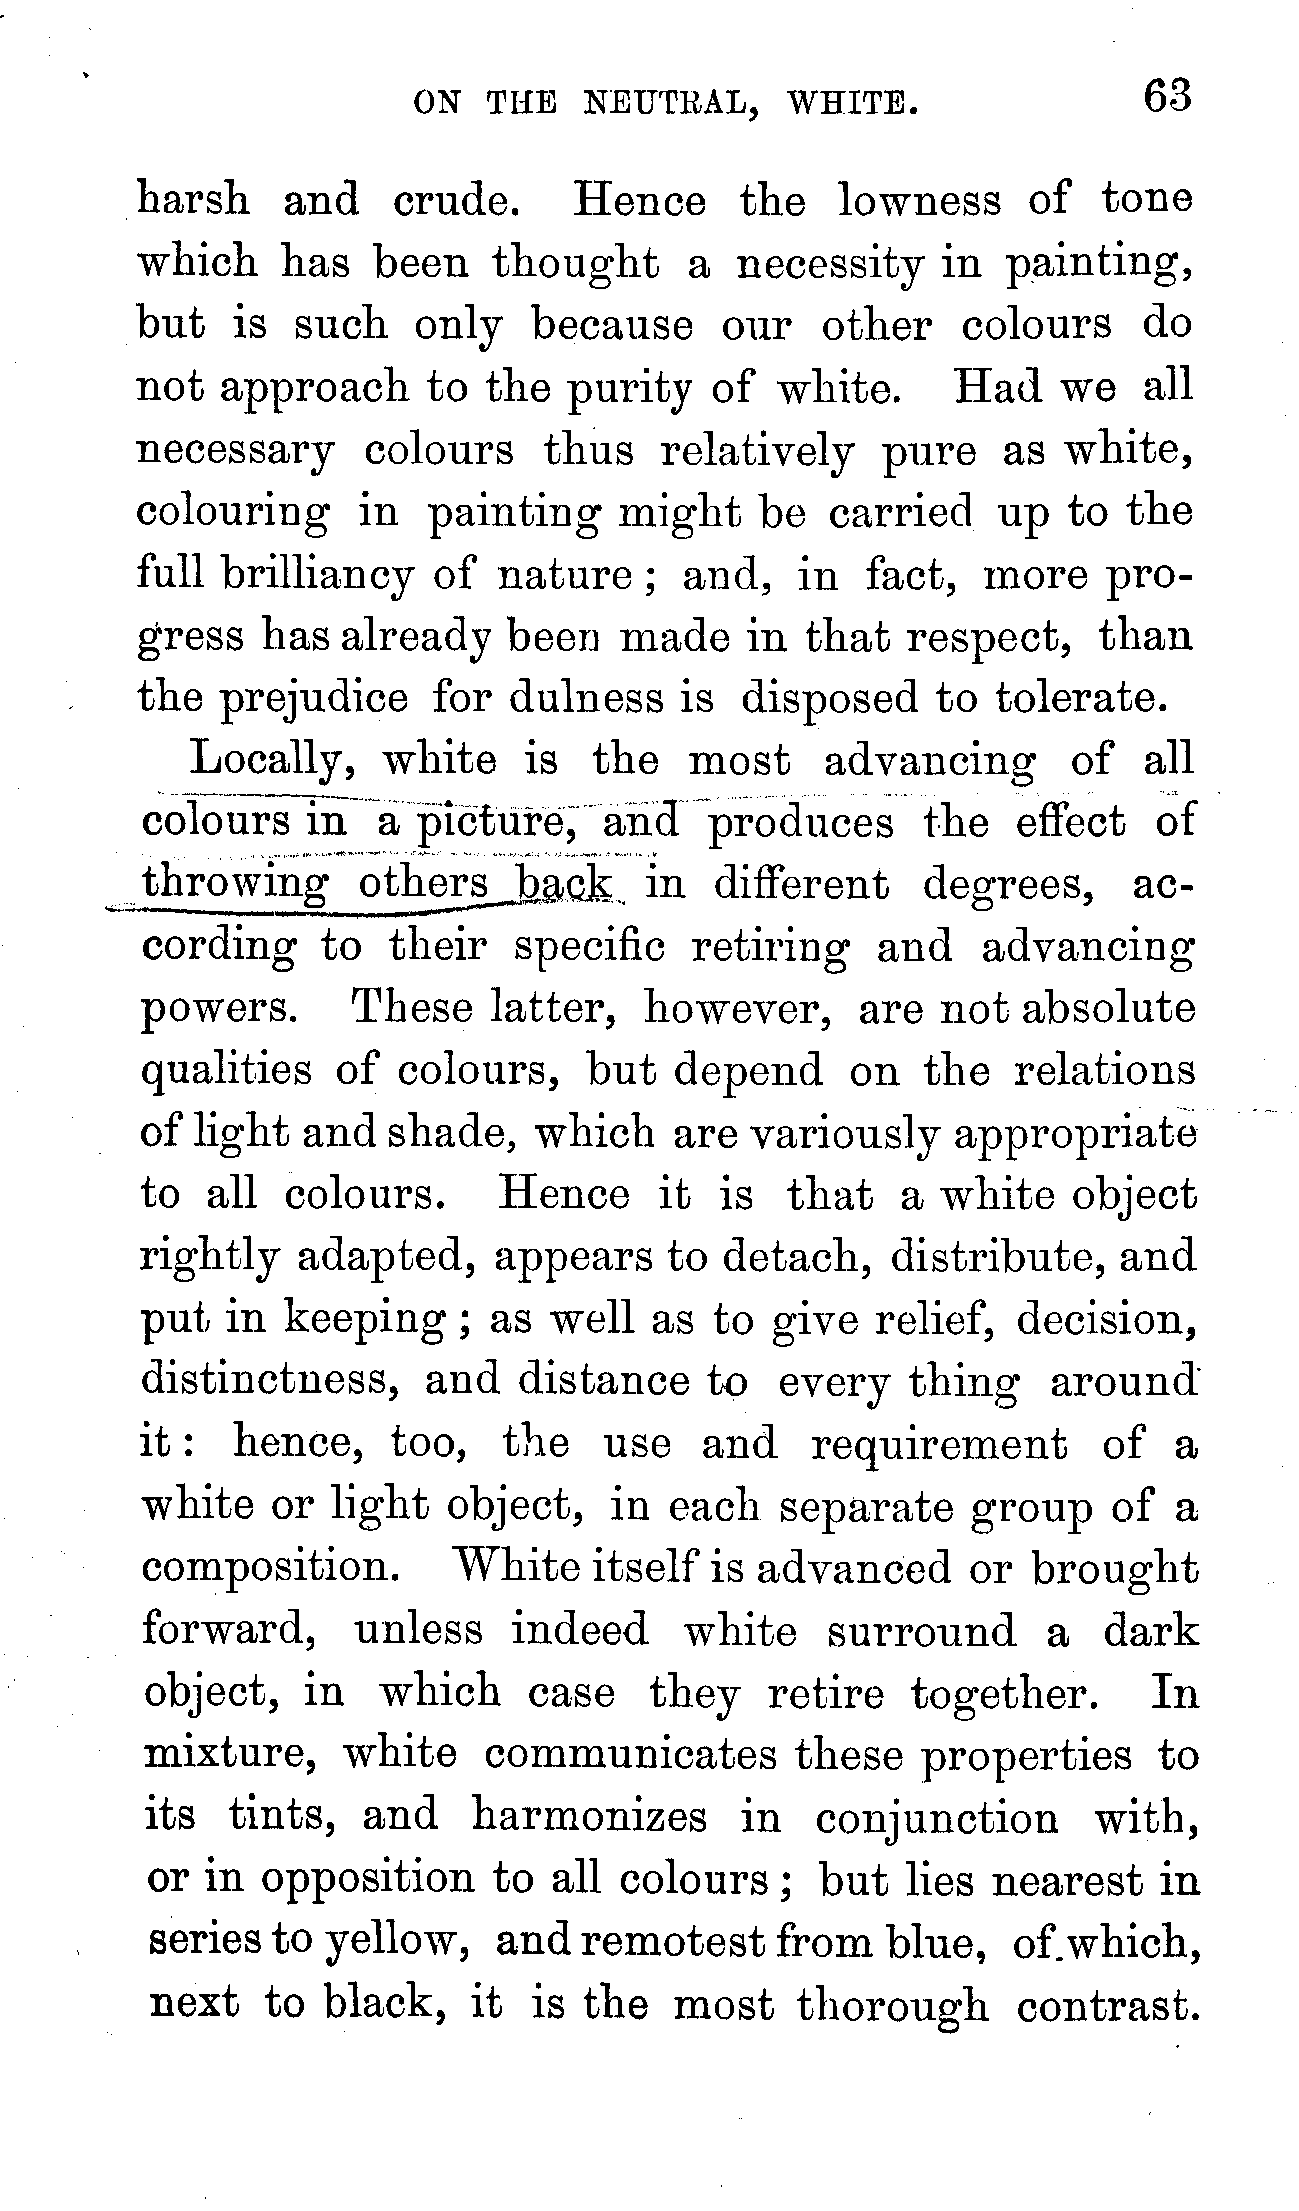 ON THE NEUTRAL, WHITE. 63
harsh and crude. Hence the lowness of tone
which has been thought a necessity in painting,
but is such only because our other colours do
not approach to the purity of white. Had we all
necessary colours thus relatively pure as white,
colouring in painting might be carried up to the
full brilliancy of nature ; and, in fact, more pro-
gress has already been made in that respect, than
the prejudice for dulness is disposed to tolerate.
Locally, white is the most advancing of all
colours in a picture, and produces the effect of
throwing others back in different degrees, ac-
cording to their specific retiring and advancing
powers. These latter, however, are not absolute
qualities of colours, but depend on the relations
of light and shade, which are variously appropriate
to all colours. Hence it is that a white object
rightly adapted, appears to detach, distribute, and
put in keeping ; as well as to give relief, decision,
distinctness, and distance to every thing around
it : hence, too, the use and requirement of a
white or light object, in each separate group of a
composition. White itself is advanced or brought
forward, unless indeed white surround a dark
object, in which case they retire together. In
mixture, white communicates these properties to
its tints, and harmonizes in conjunction with,
or in opposition to all colours ; but lies nearest in
series to yellow, and remotest from blue, of which,
next to black, it is the most thorough contrast.